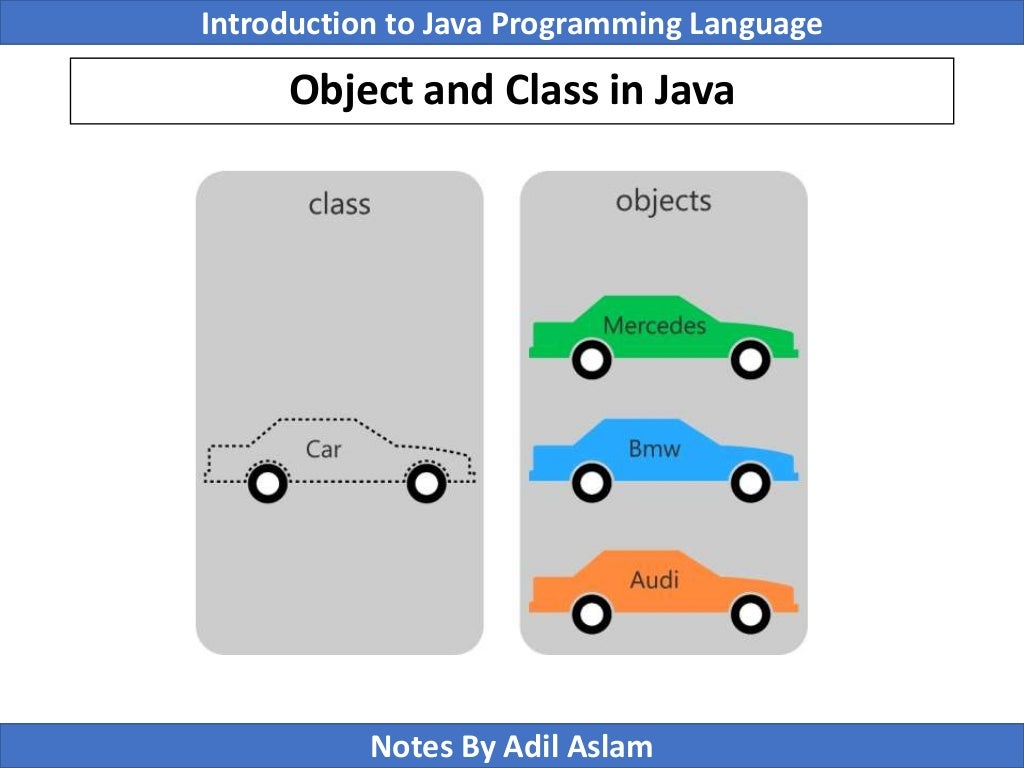 Introduction to Java Programming Language
Object and Class in Java
class
objects
Mercedes
Car
Bmw
Audi
Notes By Adil Aslam